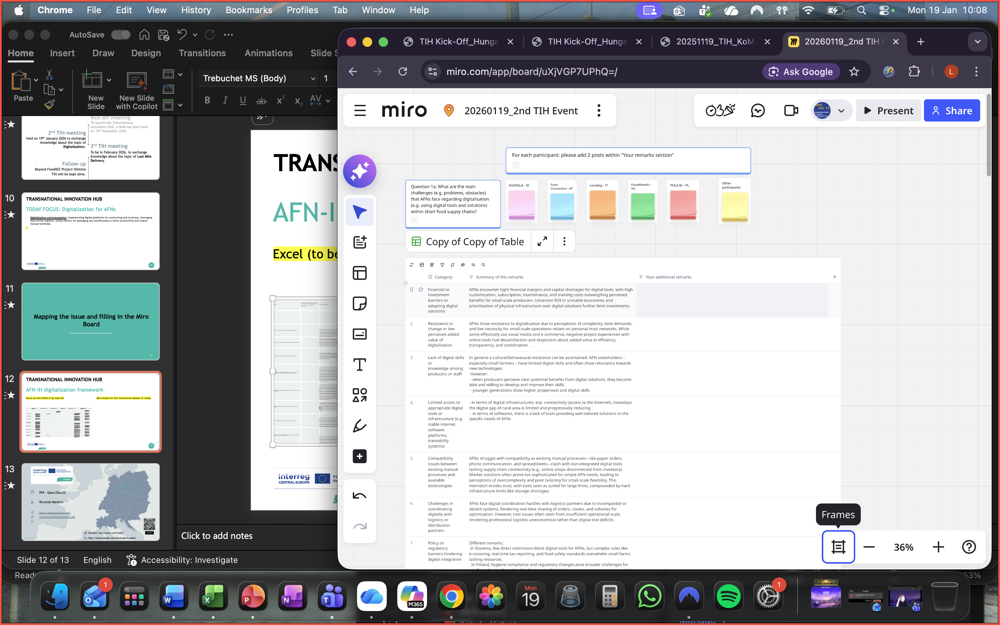 Chrome File Edit View History Bookmarks Profiles Tab Window Help
Mon 19 Jan 10:08
AutoSave
Home Insert Draw Design Transitions Animations Slide S
Paste
New
Slide
New Slide
with Copilot
Trebuchet MS (Body)
Kick-off meeting
To launch the Transnational
Innovation Hub, a KoM has been held
on 19th November 2025.
2nd TIH meeting
held on 19th January 2026 to exchange
knowledge about the topic of
Digitalization.
3rd TIH meeting
To be in February 2026, to exchange
knowledge about the topic of Last Mile
Delivery.
Follow-up
Beyond Food4CE Project lifetime
TIH will be kept alive.
10
TRANSNATIONAL INNOVATION HUB
TODAY FOCUS: Digitalization for AFNs
Digitalization and Automation: Implementing digital platforms for contracting and invoicing, leveraging
data-driven logistics. Using robotics for packaging and warehousing to boost productivity and reduce
manual workload.
11
Mapping the issue and filling in the Miro
Board
12
TRANSNATIONAL INNOVATION HUB
AFN-IH digitalization framework
Excel (to be) filled in by each IH
Miro board for the interactive session of today
13
Interreg
CENTRAL EUROPE
PP9 - Open ENLoCC
Riccardo Maratini
https://www.openenlocc.net/
riccardo.maratini@openenlocc.net
@Food4CE http://twitter.com/Food4Ce
http://www.linkedin.com/showcase/food4ce/
TRANS
AFN-I
Excel (to be
Interreg
CENTRAL EUROPE
Click to add notes
Slide 12 of 13 English Accessibility: Investigate
63%
TIH Kick-Off_Hunga
TIH Kick-Off_Hunga
20251119_TIH_KoM
20260119_2nd TIH E
miro.com/app/board/uXjVGP7UPhQ=/
Ask Google
L
miro
20260119_2nd TIH Event
Present
Share
For each participant: please add 2 posts within "Your remarks section"
Question 1a: What are the main
challenges (e.g. problems, obstacles)
that AFNs face regarding digitalisation
(e.g. using digital tools and solutions)
within short food supply chains?
OrbIToLA - SI
Food
Connective - AT
Localog - IT
Food4Health -
HU
PULS IH - PL
Other
participants
Copy of Copy of Table
Category
Summary of IHs remarks
Your additional remarks
Financial or
investment
barriers to
adopting digital
solutions
AFNs encounter tight financial margins and capital shortages for digital tools, with high
customization, subscription, maintenance, and training costs outweighing perceived
benefits for small-scale producers. Uncertain ROI in unstable economies and
prioritization of physical infrastructure over digital solutions further limit investments.
2
Resistance to
change or low
perceived added
value of
digitalisation
AFNs show resistance to digitalisation due to perceptions of complexity, time demands,
and low necessity for small-scale operations reliant on personal trust networks. While
some effectively use social media and e-commerce, negative project experiences with
online tools fuel dissatisfaction and skepticism about added value in efficiency,
transparency, and coordination.
3
Lack of digital skills
or
knowledge among
producers or staff
In general a cultural/behavioural resistance can be ascertained: AFN stakeholders –
especially small farmers – have limited digital skills and often show reluctance towards
new technologies.
However:
- when producers perceive clear potential benefits from digital solutions, they become
able and willing to develop and improve their skills.
- younger generations show higher propension and digital skills
4
Limited access to
appropriate digital
tools or
infrastructure (e.g.
stable internet,
software
platforms,
traceability
systems)
- in terms of digital infrastructures, esp. connectivity (access to the Internet), nowadays
the digital gap of rural area is limited and progressively reducing.
- in terms of softwares, there is a lack of tools providing well-tailored solutions to the
specific needs of AFNs
5
Compatibility
issues between
existing manual
processes and
available
technologies
AFNs struggle with compatibility as existing manual processes—like paper orders,
phone communication, and spreadsheets—clash with non-integrated digital tools
lacking supply chain connectivity (e.g., online shops disconnected from inventory).
Market solutions often prove too sophisticated for simple AFN needs, leading to
perceptions of overcomplexity and poor tailoring for small-scale flexibility. This
mismatch erodes trust, with tools seen as suited for large firms, compounded by hard
infrastructure limits like storage shortages.
6
Challenges in
coordinating
digitally with
logistics or
distribution
partners
AFNs face digital coordination hurdles with logistics partners due to incompatible or
absent systems, hindering real-time sharing of orders, routes, and volumes for
optimization. However, root issues often stem from insufficient operational scale,
rendering professional logistics uneconomical rather than digital tool deficits.
7
Policy or
regulatory
barriers hindering
digital integration
Different remarks:
In Slovenia, few direct restrictions block digital tools for AFNs, but complex rules like
e-invoicing, real-time tax reporting, and food safety standards overwhelm small farms
lacking resources.
In Poland, hygiene compliance and regulatory changes pose broader challenges for
Frames
36%
1
Mon
19
M365
1